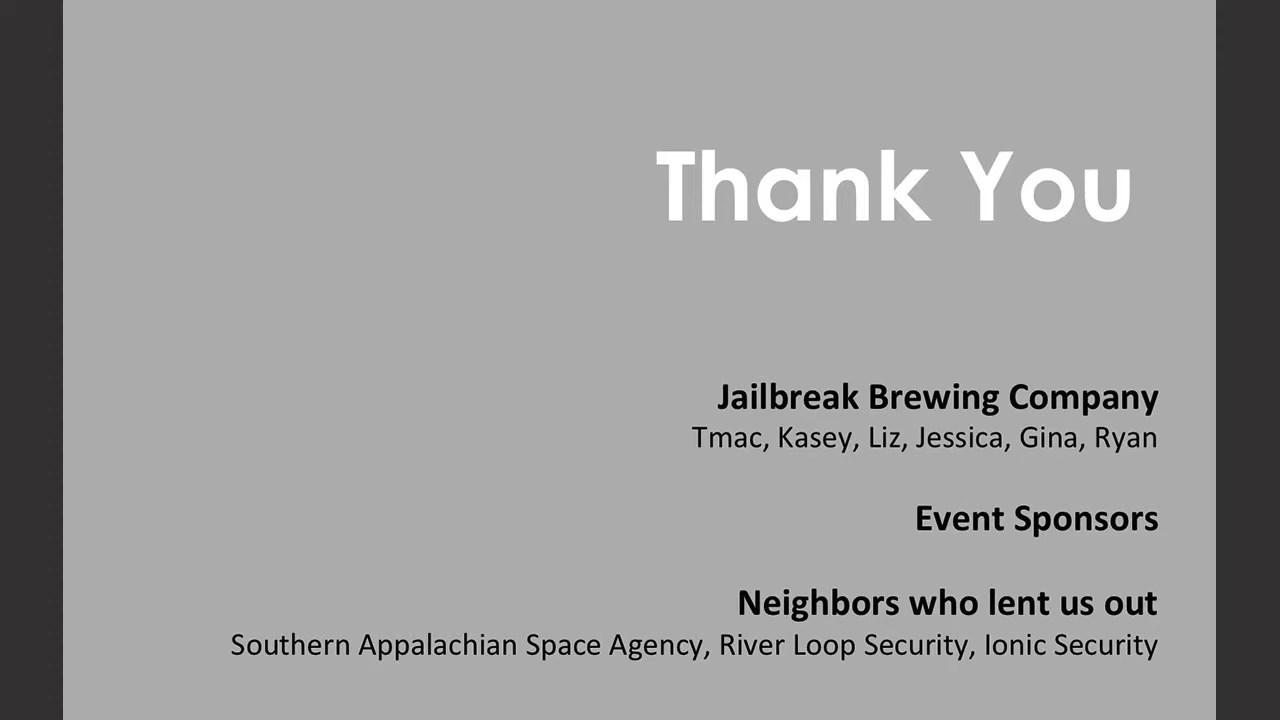 Thank You
Jailbreak Brewing Company
Tmac, Kasey, Liz, Jessica, Gina, Ryan
Event Sponsors
Neighbors who lent us out
Southern Appalachian Space Agency, River Loop Security, Ionic Security